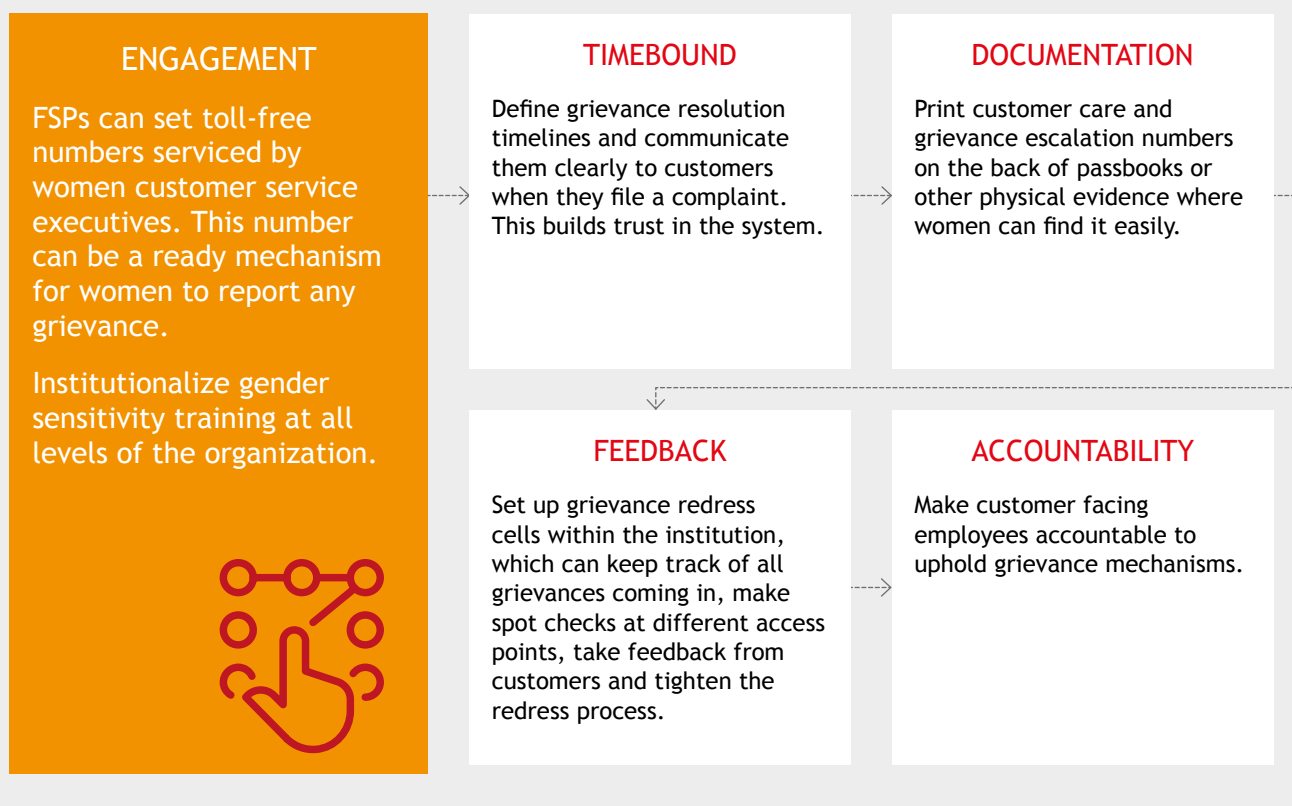 ENGAGEMENT
FSPs can set toll-free
numbers serviced by
women customer service
executives. This number
can be a ready mechanism
for women to report any
grievance.
Institutionalize gender
sensitivity training at all
levels of the organization.
TIMEBOUND
Define grievance resolution
timelines and communicate
them clearly to customers
when they file a complaint.
This builds trust in the system.
DOCUMENTATION
Print customer care and
grievance escalation numbers
on the back of passbooks or
other physical evidence where
women can find it easily.
FEEDBACK
Set up grievance redress
cells within the institution,
which can keep track of all
grievances coming in, make
spot checks at different access
points, take feedback from
customers and tighten the
redress process.
ACCOUNTABILITY
Make customer facing
employees accountable to
uphold grievance mechanisms.